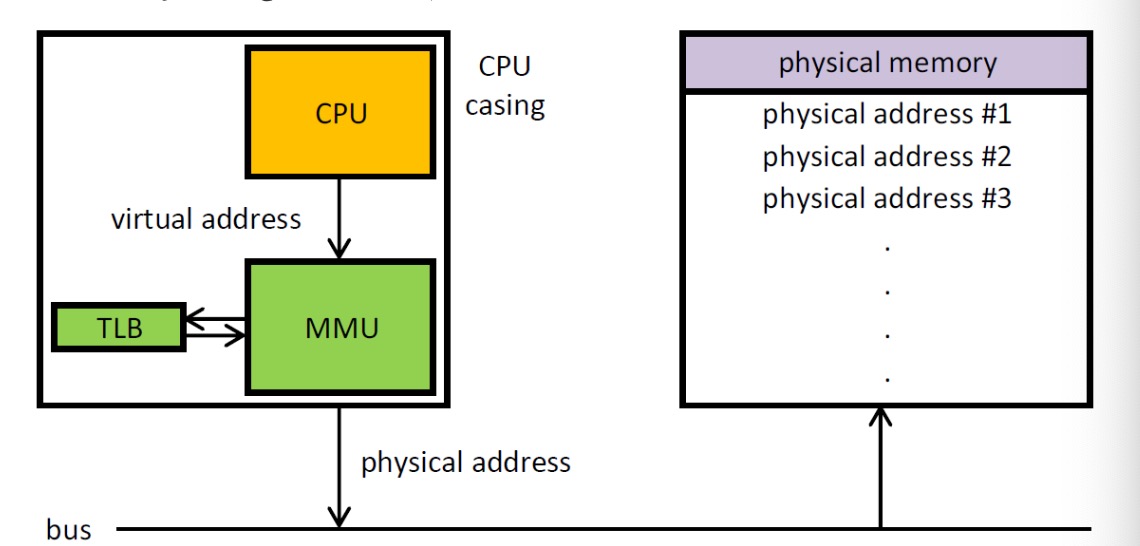 CPU
CPU
casing
virtual address
TLB
MMU
physical address
bus
physical memory
physical address #1
physical address #2
physical address #3
.
.
.
.